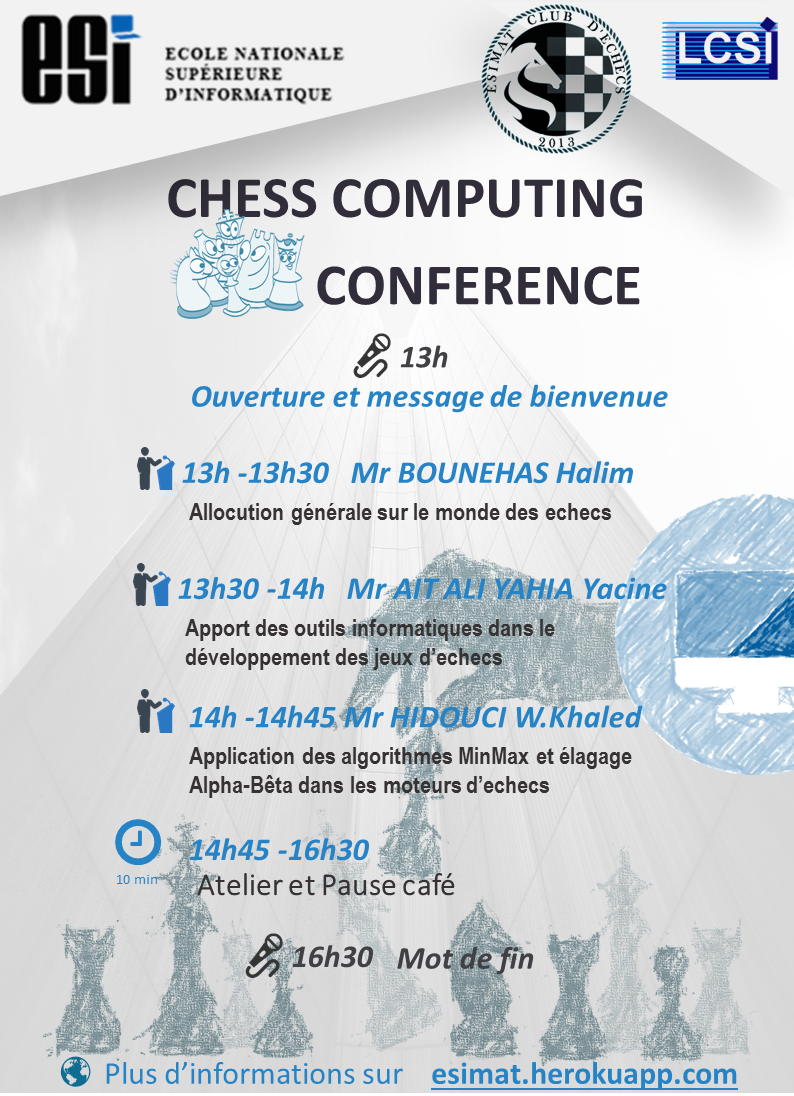 esi
ECOLE NATIONALE
SUPÉRIEURE
D'INFORMATIQUE
ESIMAT CLUB D'ECHECS
2013
LCSI
CHESS COMPUTING
CONFERENCE
13h
Ouverture et message de bienvenue
13h -13h30 Mr BOUNEHAS Halim
Allocution générale sur le monde des echecs
13h30 -14h Mr AIT ALI YAHIA Yacine
Apport des outils informatiques dans le
développement des jeux d'echecs
14h -14h45 Mr HIDOUCI W.Khaled
Application des algorithmes MinMax et élagage
Alpha-Bêta dans les moteurs d'echecs
14h45 -16h30
10 min
Atelier et Pause café
16h30 Mot de fin
Plus d'informations sur esimat.herokuapp.com